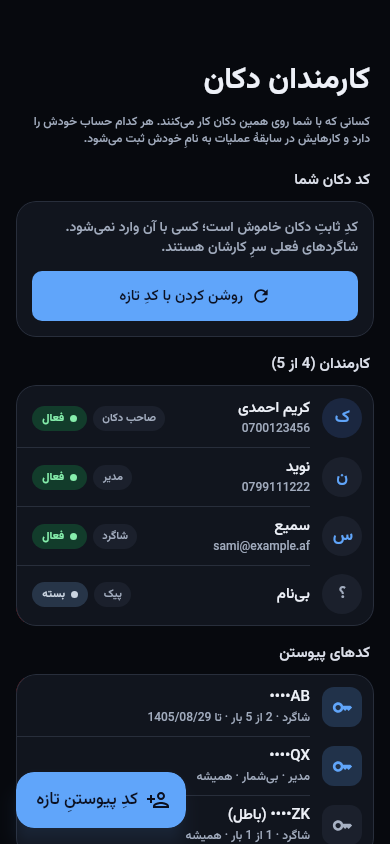 کارمندان دکان
کسانی که با شما روی همین دکان کار می‌کنند. هر کدام حساب خودش را
دارد و کارهایش در سابقهٔ عملیات به نامِ خودش ثبت می‌شود.
کد دکان شما
کدِ ثابتِ دکان خاموش است؛ کسی با آن وارد نمی‌شود.
شاگردهای فعلی سرِ کارشان هستند.
روشن کردن با کدِ تازه
کارمندان (4 از 5)
ک
کریم احمدی
صاحب دکان
فعال
0700123456
ن
نوید
مدیر
فعال
0799111222
س
سمیع
شاگرد
فعال
sami@example.af
؟
بی‌نام
پیک
بسته
کدهای پیوستن
••••AB
شاگرد · 2 از 5 بار · تا 1405/08/29
••••QX
مدیر · بی‌شمار · همیشه
••••ZK (باطل)
شاگرد · 1 از 1 بار · همیشه
کدِ پیوستنِ تازه